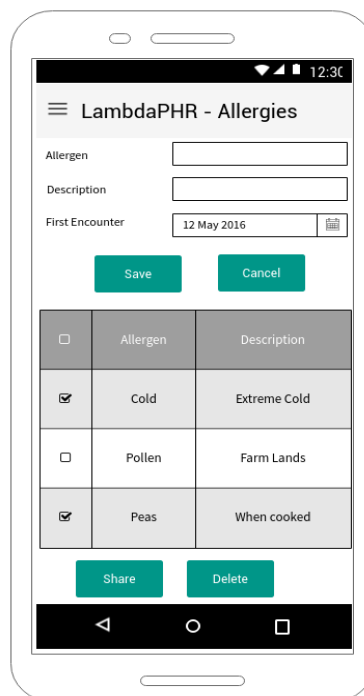 12:30
LambdaPHR - Allergies
Allergen
Description
First Encounter 12 May 2016
Save Cancel
Allergen Description
Cold Extreme Cold
Pollen Farm Lands
Peas When cooked
Share Delete